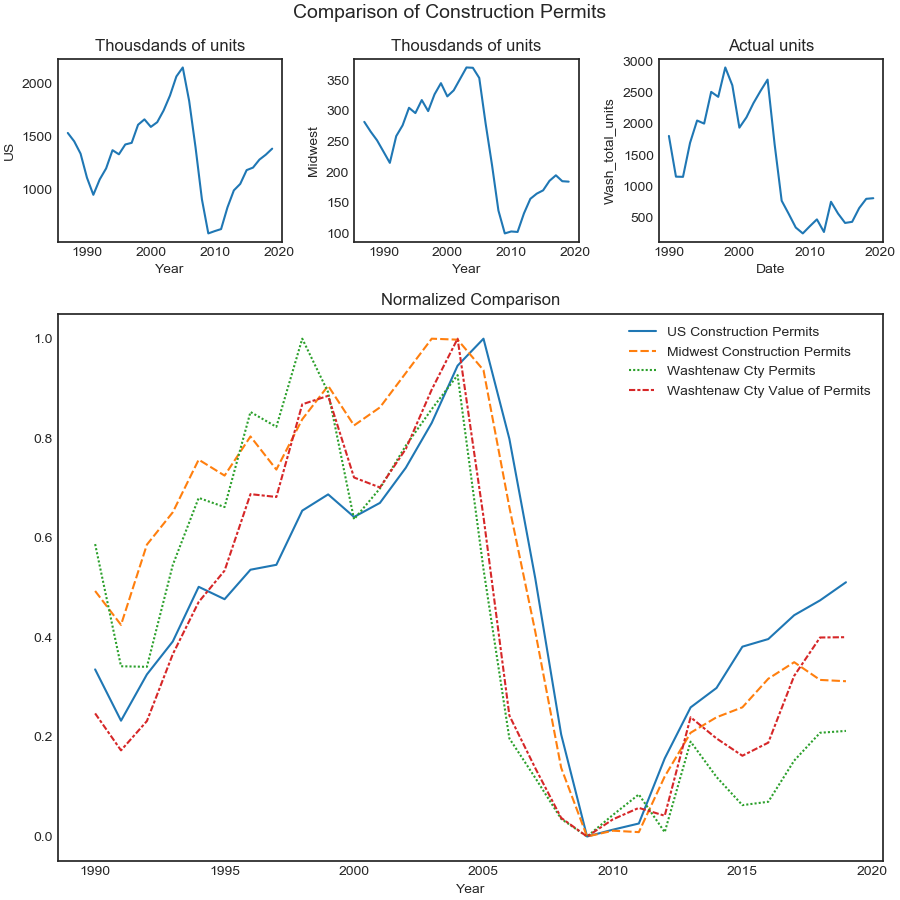 Comparison of Construction Permits
Thousdands of units
Thousdands of units
Actual units
US
2000
1500
1000
1990
2000
2010
2020
Year
Midwest
350
300
250
200
150
100
1990
2000
2010
2020
Year
Wash_total_units
3000
2500
2000
1500
1000
500
1990
2000
2010
2020
Date
Normalized Comparison
US Construction Permits
Midwest Construction Permits
Washtenaw Cty Permits
Washtenaw Cty Value of Permits
1.0
0.8
0.6
0.4
0.2
0.0
1990
1995
2000
2005
2010
2015
2020
Year